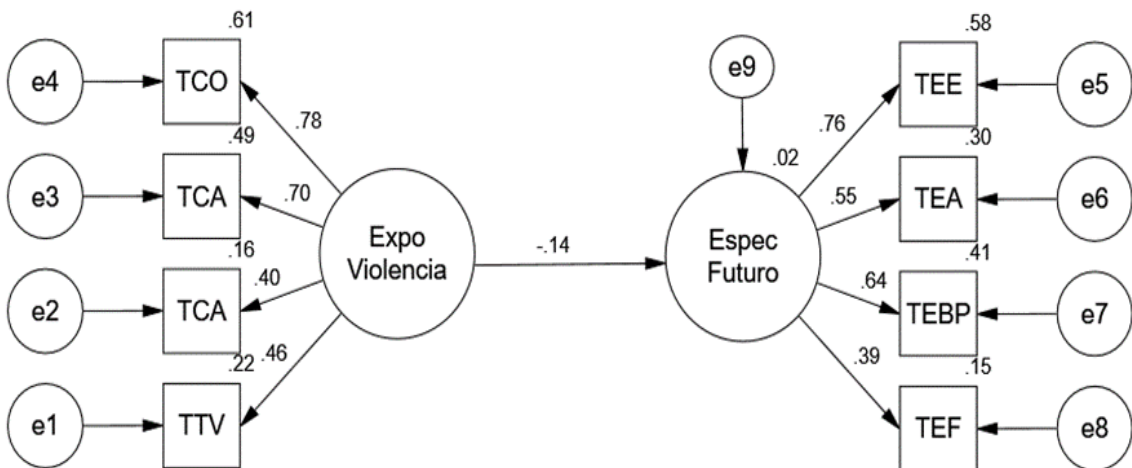 .61
.58
e4
TCO
e9
TEE
e5
.78
.76
.49
.30
.02
e3
TCA
.70
.55
TEA
e6
Expo
Violencia
-.14
Espec
Futuro
.16
.41
.40
.64
e2
TCA
TEBP
e7
.22
.46
.39
.15
e1
TTV
TEF
e8